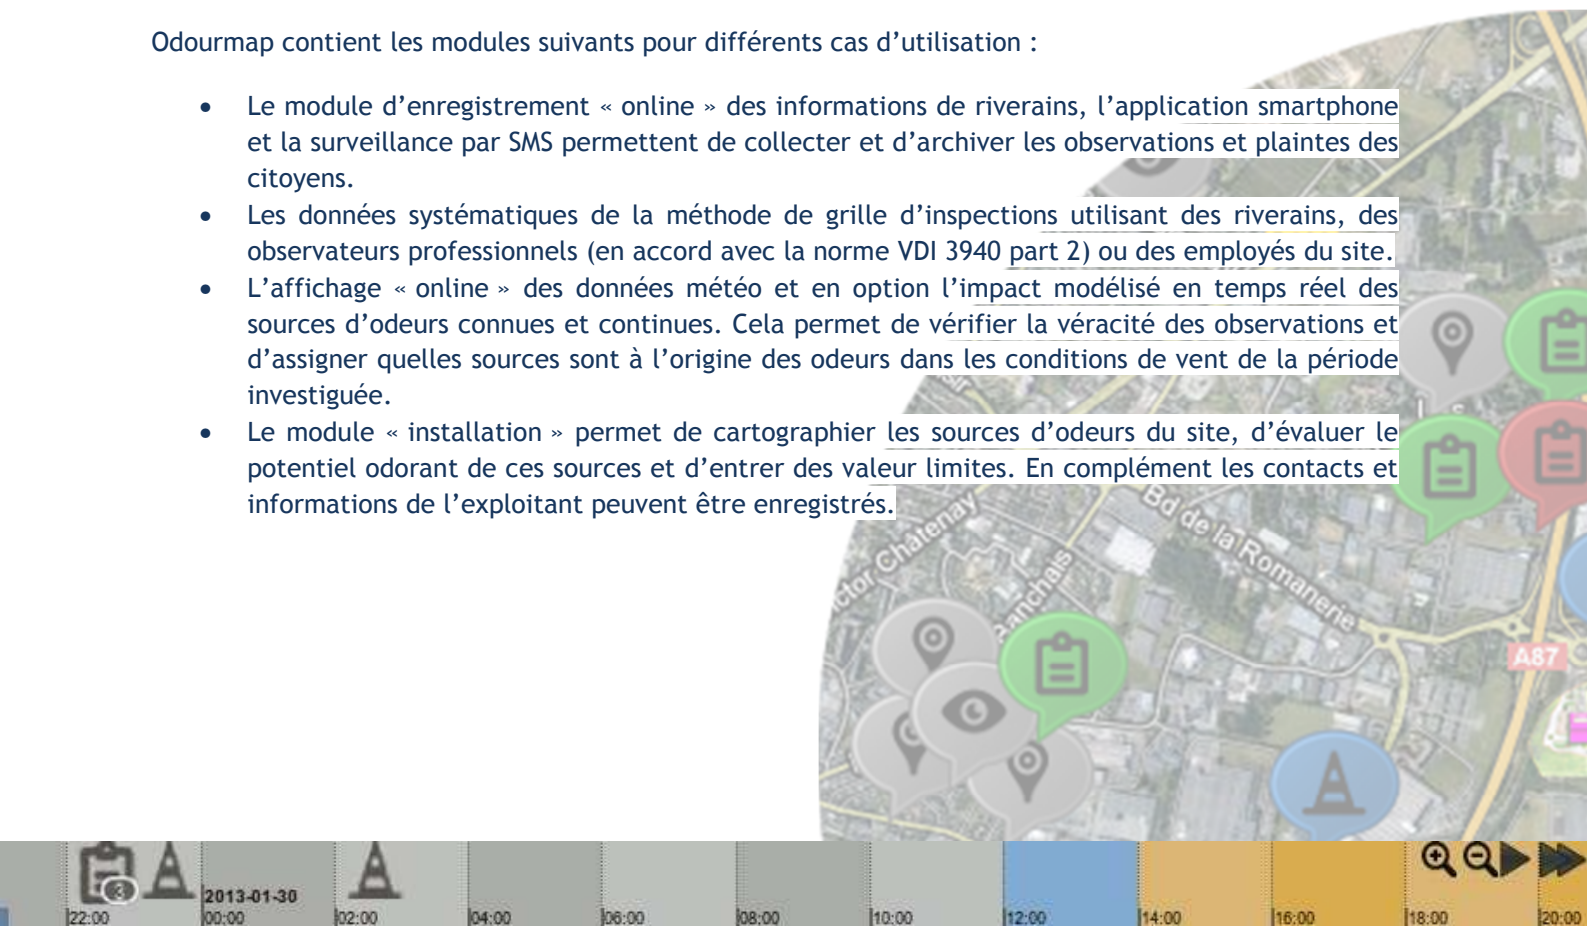 Odourmap contient les modules suivants pour différents cas d’utilisation :
• Le module d’enregistrement « online » des informations de riverains, l’application smartphone
et la surveillance par SMS permettent de collecter et d’archiver les observations et plaintes des
citoyens.
• Les données systématiques de la méthode de grille d’inspections utilisant des riverains, des
observateurs professionnels (en accord avec la norme VDI 3940 part 2) ou des employés du site.
• L’affichage « online » des données météo et en option l’impact modélisé en temps réel des
sources d’odeurs connues et continues. Cela permet de vérifier la véracité des observations et
d’assigner quelles sources sont à l’origine des odeurs dans les conditions de vent de la période
investiguée.
• Le module « installation » permet de cartographier les sources d’odeurs du site, d’évaluer le
potentiel odorant de ces sources et d’entrer des valeur limites. En complément les contacts et
informations de l’exploitant peuvent être enregistrés.
Châtenay
Bd de la Romanerie
Ranchais
A87
3
2013-01-30
22:00 00:00 02:00 04:00 06:00 08:00 10:00 12:00 14:00 16:00 18:00 20:00